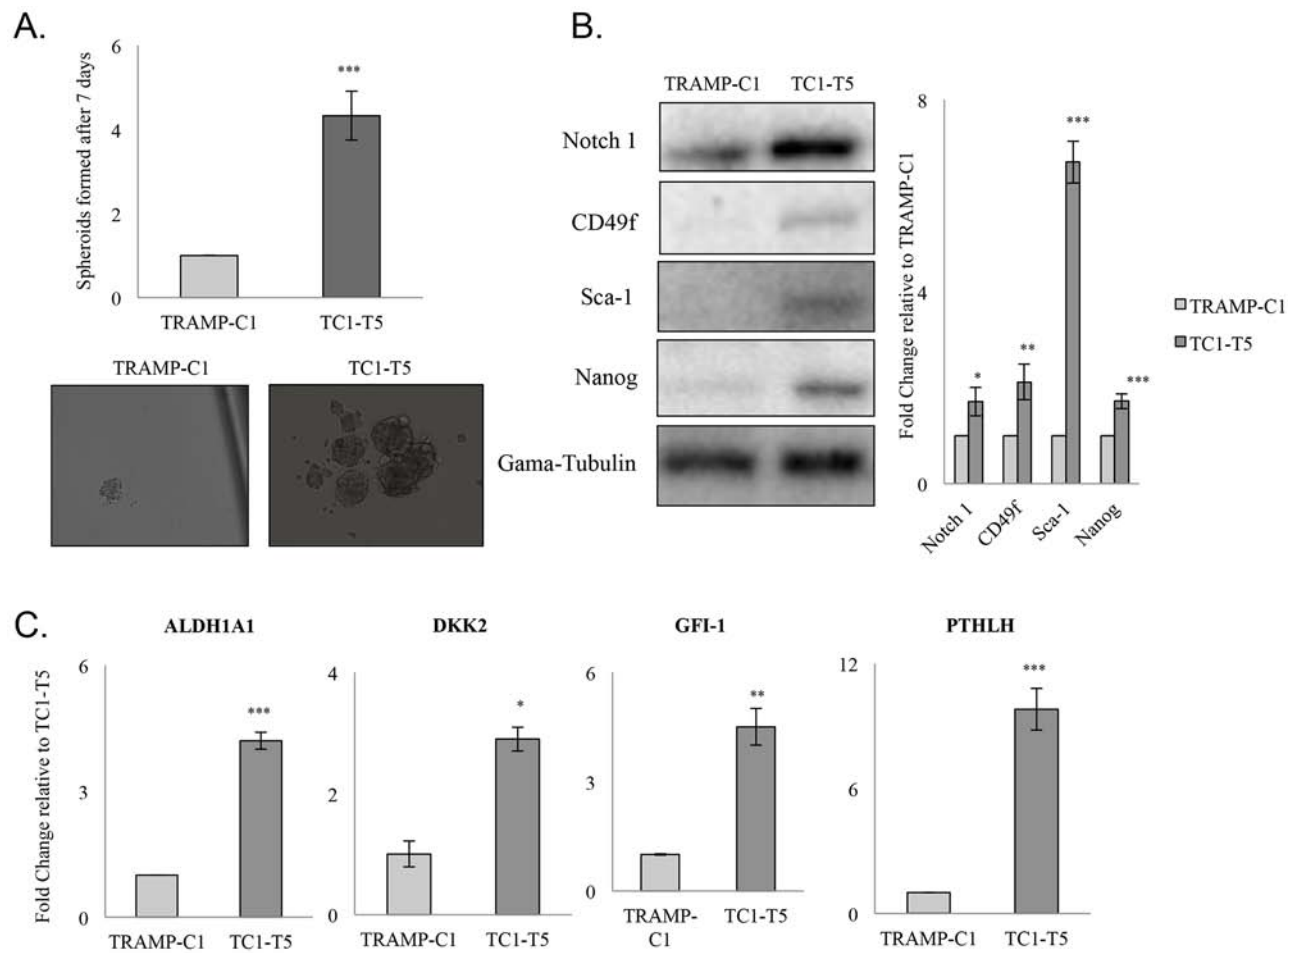 A.
Spheroids formed after 7 days
6
4
2
0
***
TRAMP-C1
TC1-T5
TRAMP-C1
TC1-T5
B.
TRAMP-C1
TC1-T5
Notch 1
CD49f
Sca-1
Nanog
Gama-Tubulin
Fold Change relative to TRAMP-C1
8
4
0
*
**
***
***
Notch 1
CD49f
Sca-1
Nanog
TRAMP-C1
TC1-T5
C.
Fold Change relative to TC1-T5
ALDH1A1
6
3
0
***
TRAMP-C1
TC1-T5
DKK2
4
2
0
*
TRAMP-C1
TC1-T5
GFI-1
6
3
0
**
TRAMP-
C1
TC1-T5
PTHLH
12
6
0
***
TRAMP-C1
TC1-T5